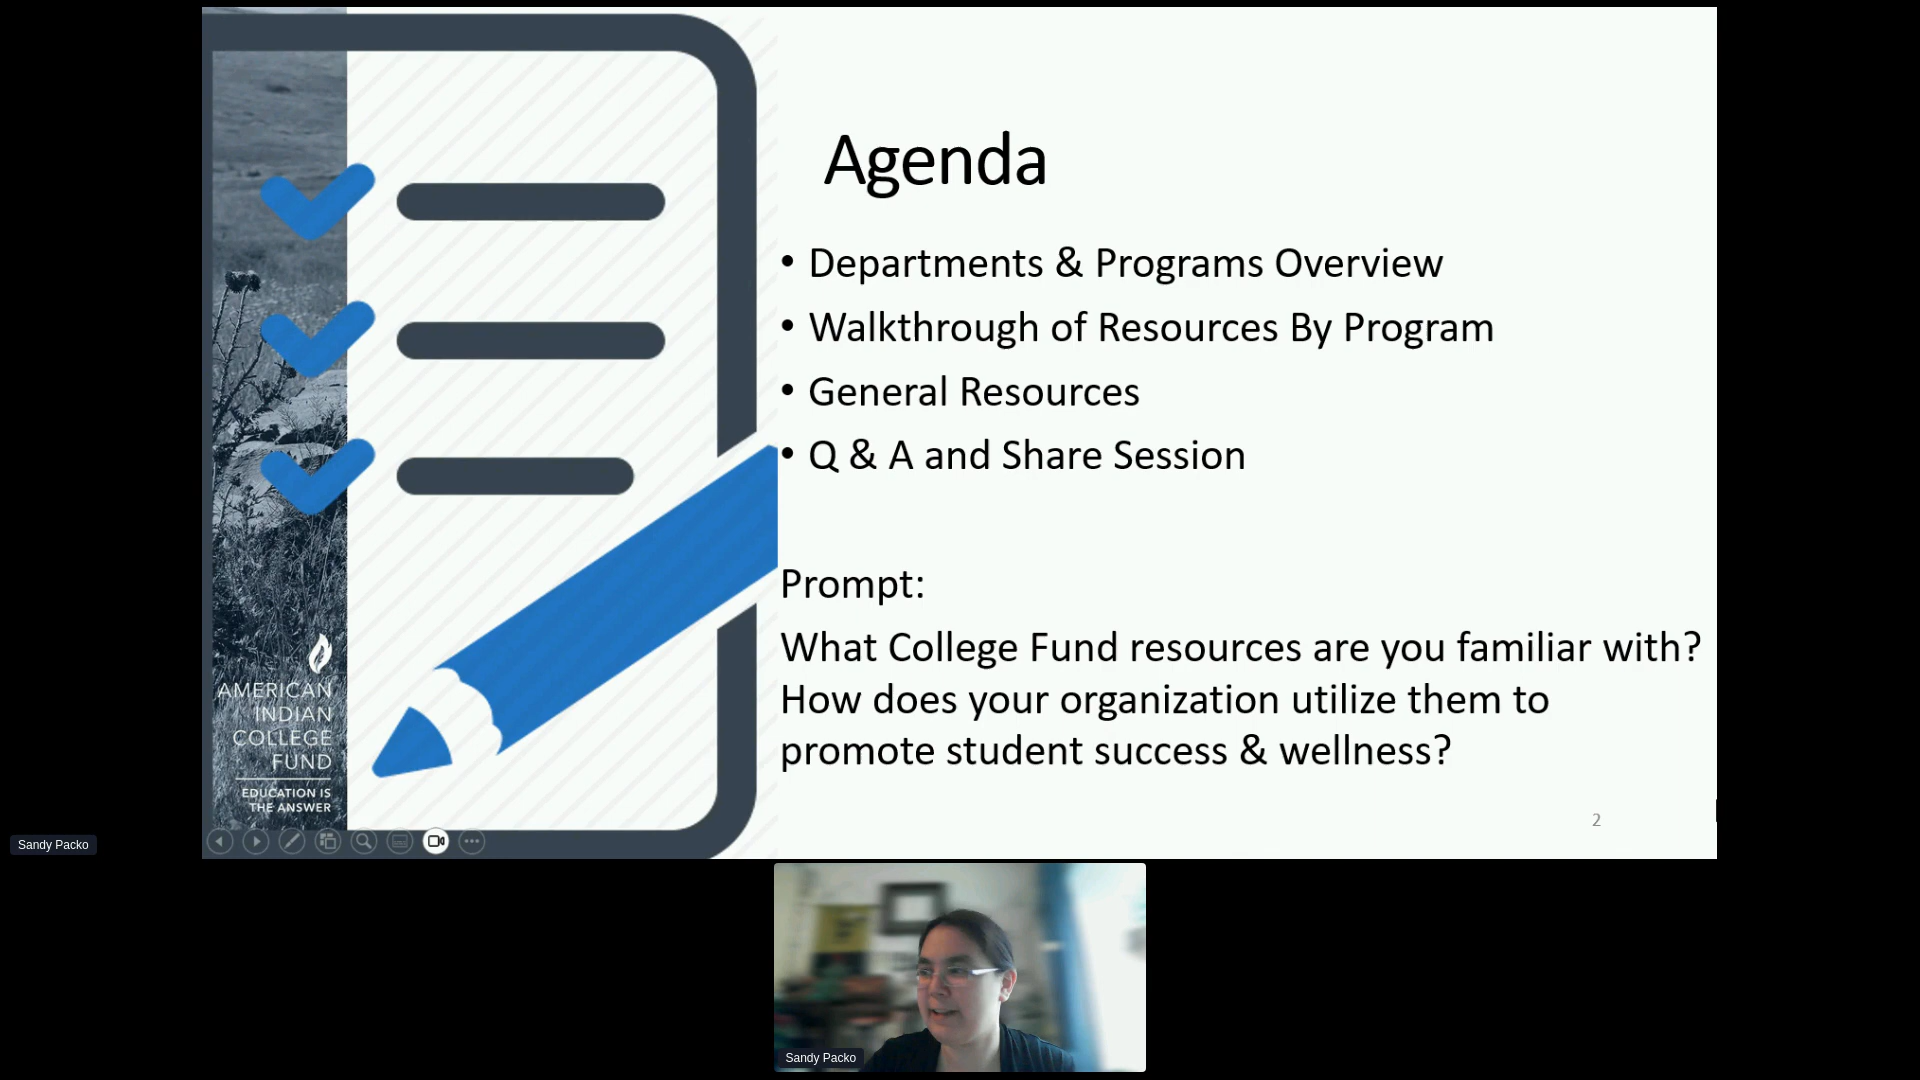 Agenda
• Departments & Programs Overview
• Walkthrough of Resources By Program
• General Resources
• Q & A and Share Session
Prompt:
What College Fund resources are you familiar with?
How does your organization utilize them to
promote student success & wellness?
AMERICAN
INDIAN
COLLEGE
FUND
EDUCATION IS
THE ANSWER
2
Sandy Packo
Sandy Packo